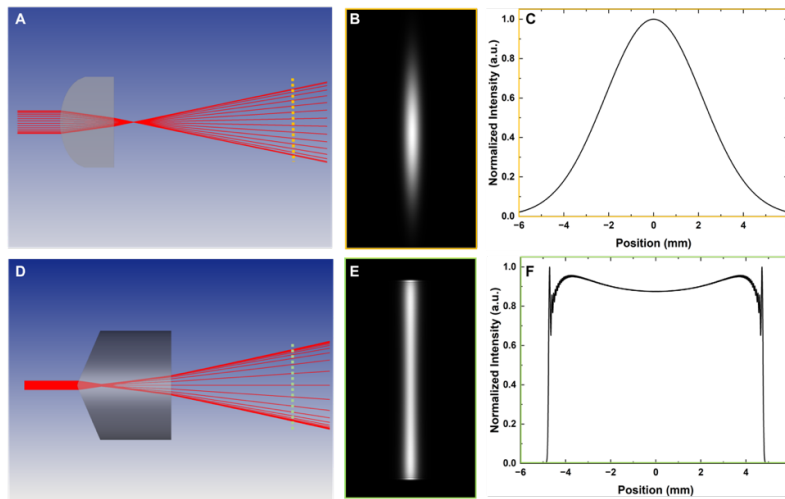 A
B
C
Normalized Intensity (a.u.)
1.0
0.8
0.6
0.4
0.2
0.0
−6 −4 −2 0 2 4 6
Position (mm)
D
E
F
Normalized Intensity (a.u.)
1.0
0.8
0.6
0.4
0.2
0.0
−4 −2 0 2 4
Position (mm)